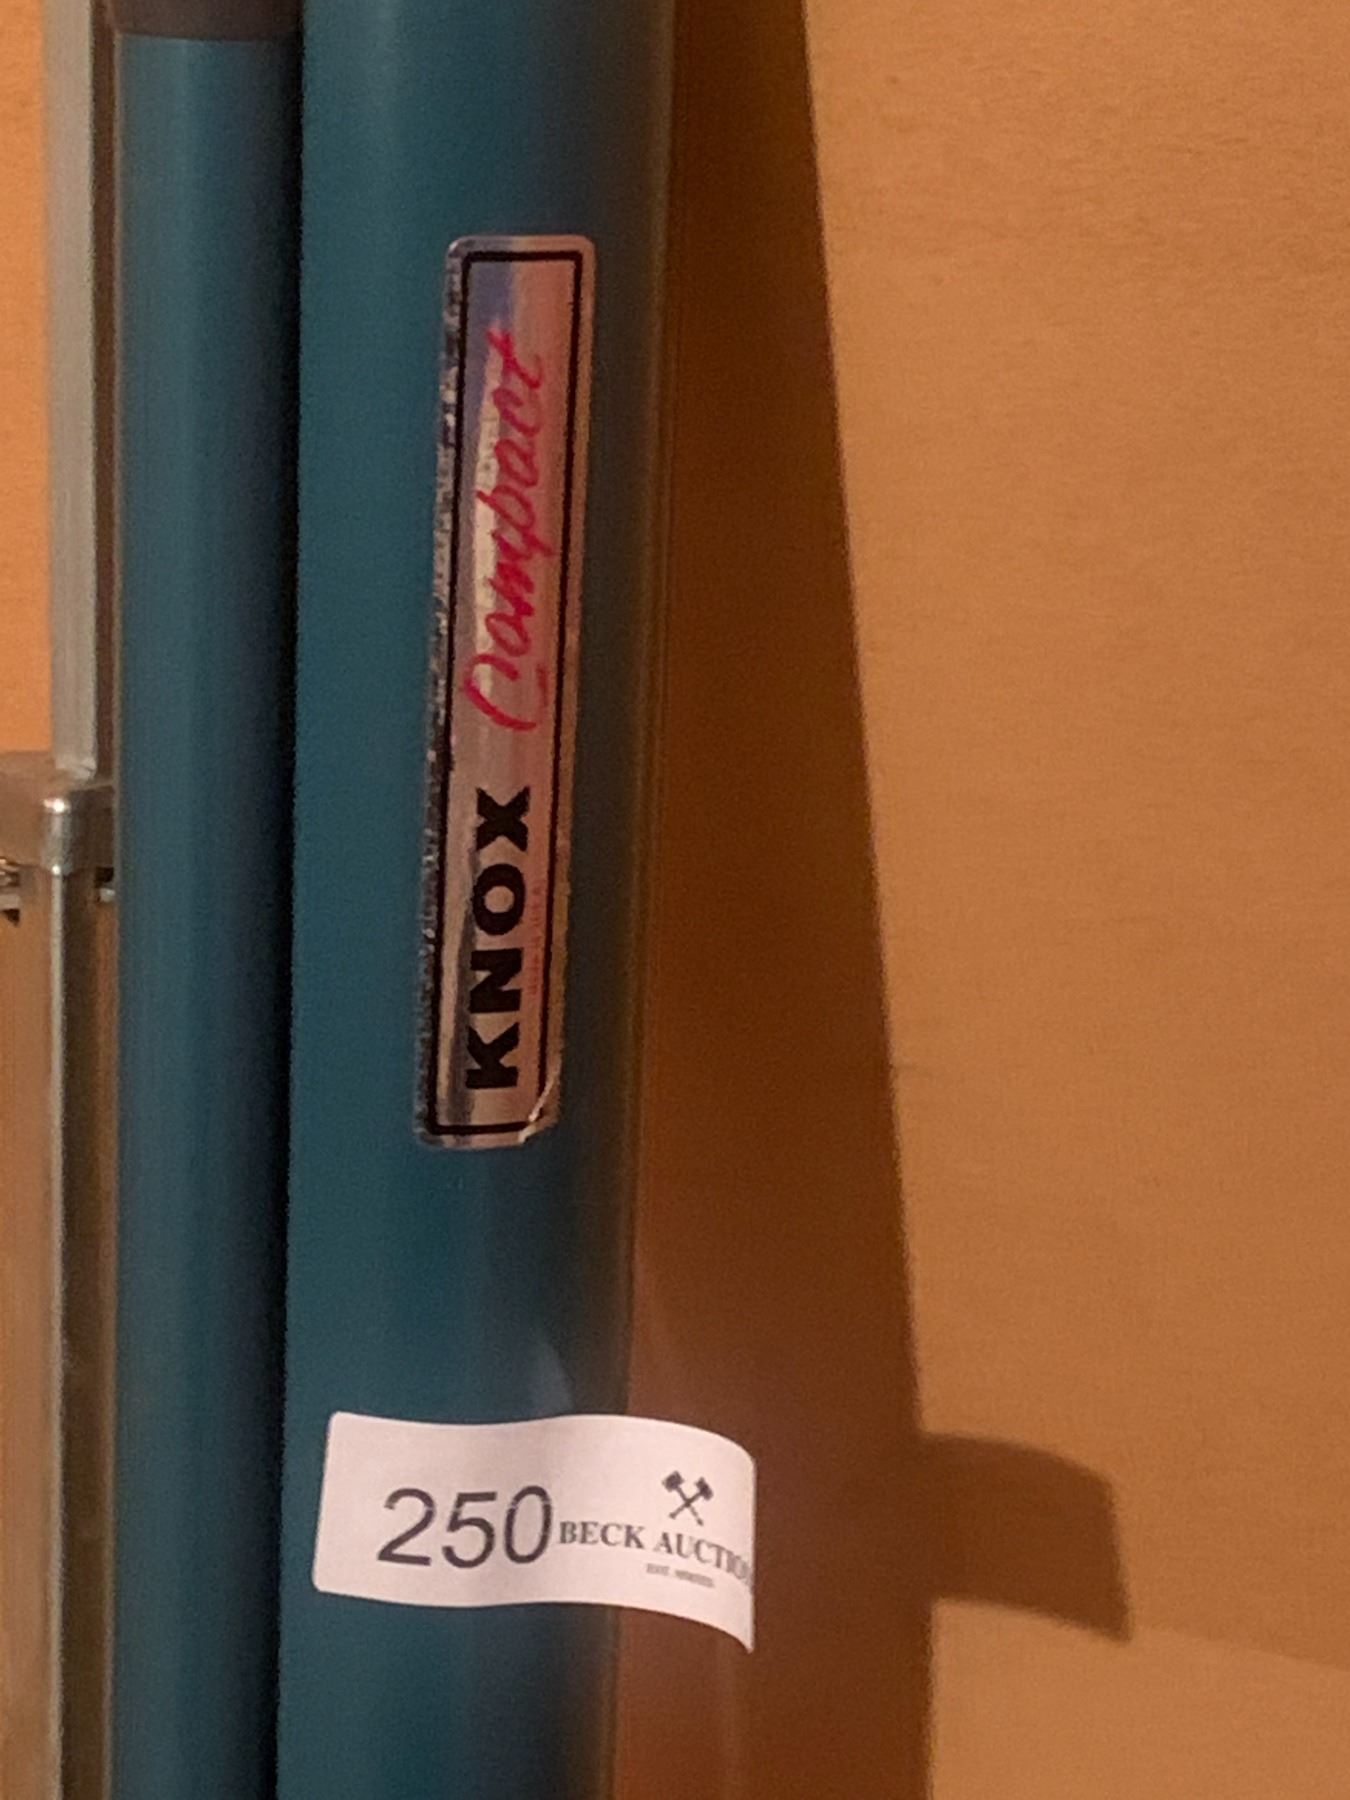 KNOX Compact
250
BECK AUCTION